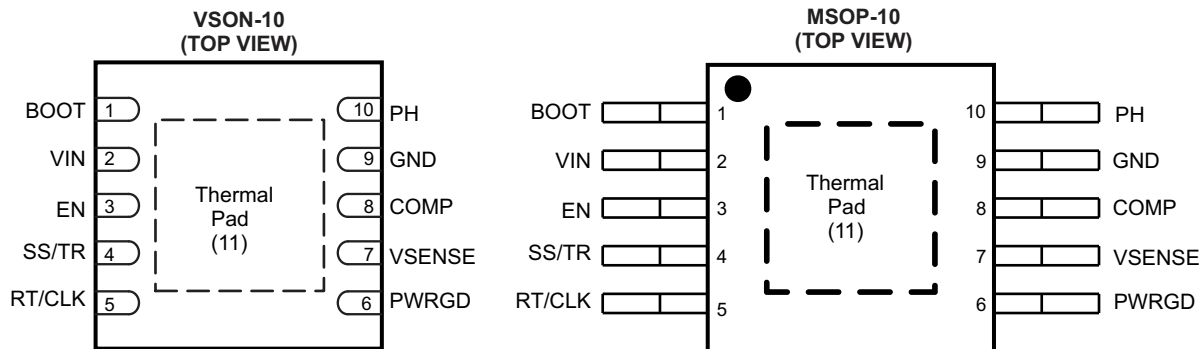 VSON-10
(TOP VIEW)
BOOT 1
VIN 2
EN 3
SS/TR 4
RT/CLK 5
Thermal
Pad
(11)
10 PH
9 GND
8 COMP
7 VSENSE
6 PWRGD
MSOP-10
(TOP VIEW)
BOOT 1
VIN 2
EN 3
SS/TR 4
RT/CLK 5
Thermal
Pad
(11)
10 PH
9 GND
8 COMP
7 VSENSE
6 PWRGD